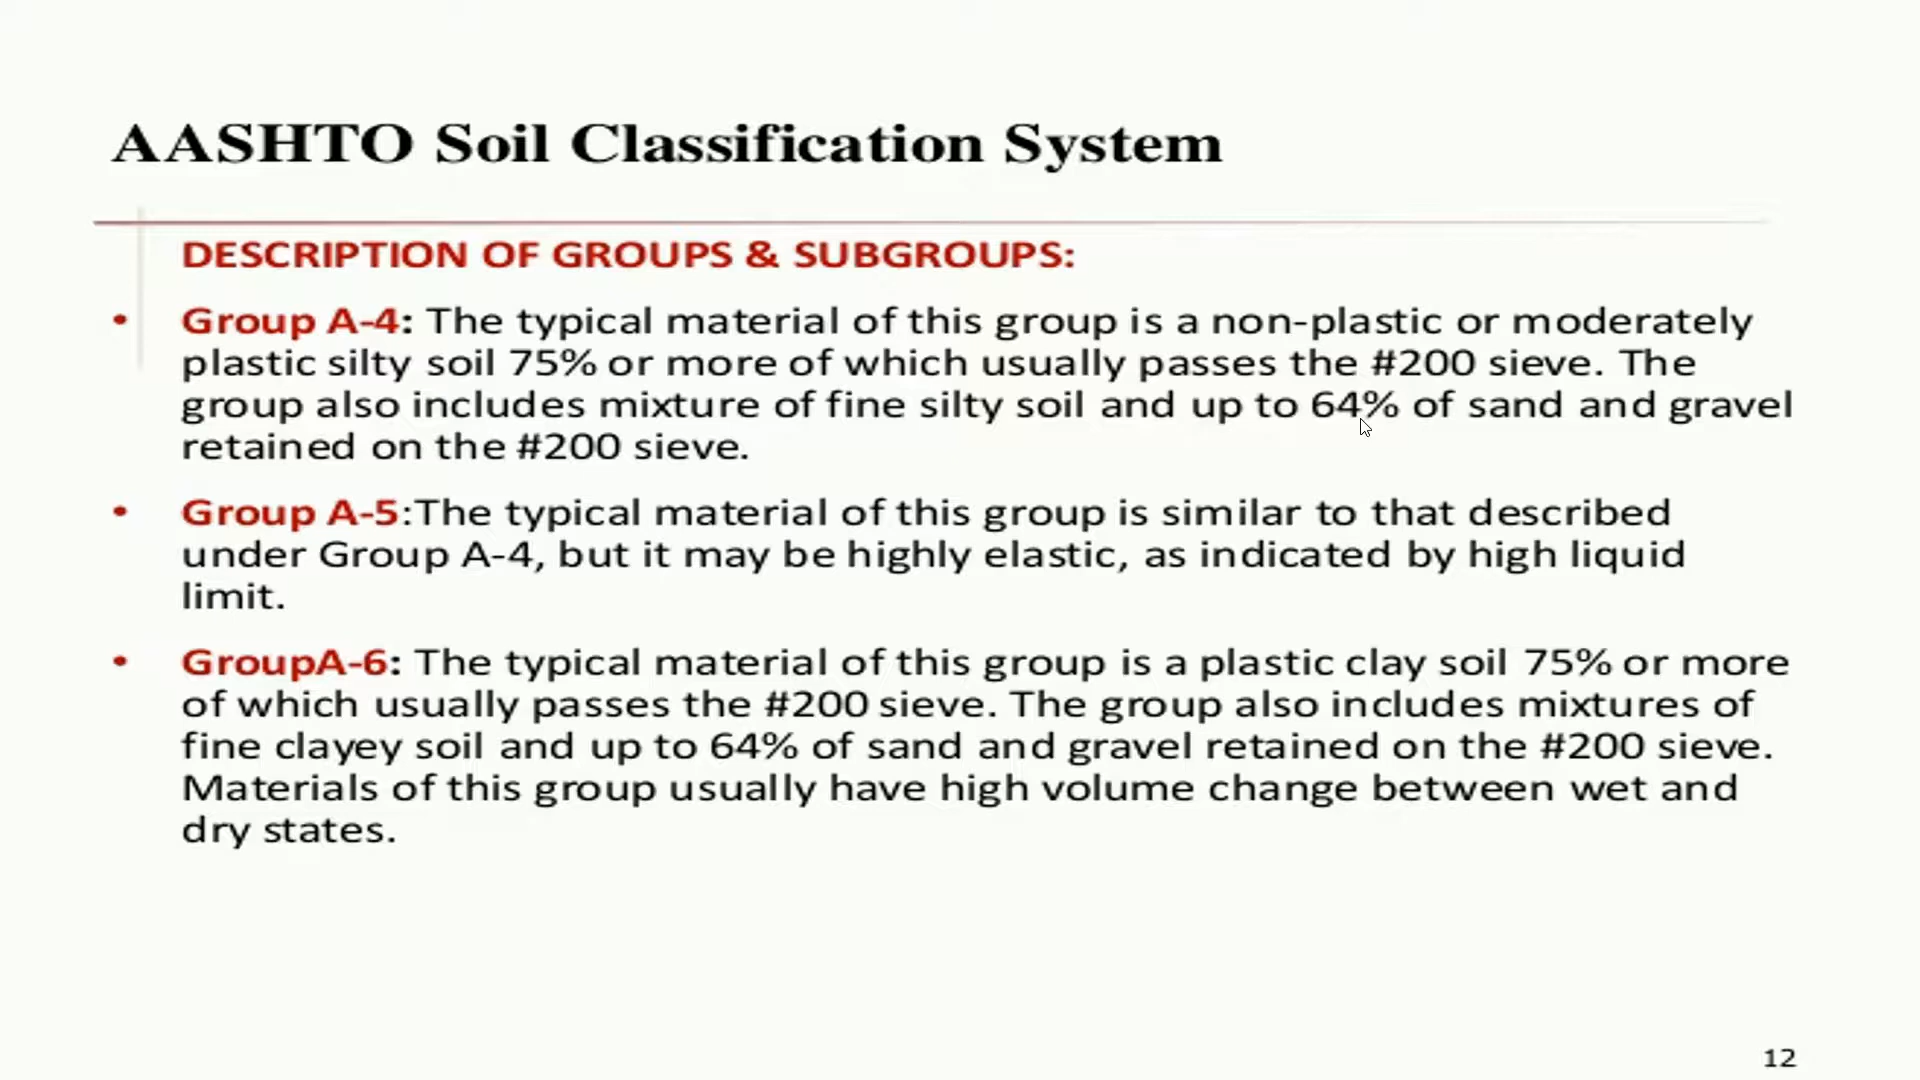 AASHTO Soil Classification System
DESCRIPTION OF GROUPS & SUBGROUPS:
• Group A-4: The typical material of this group is a non-plastic or moderately
plastic silty soil 75% or more of which usually passes the #200 sieve. The
group also includes mixture of fine silty soil and up to 64% of sand and gravel
retained on the #200 sieve.
• Group A-5:The typical material of this group is similar to that described
under Group A-4, but it may be highly elastic, as indicated by high liquid
limit.
• GroupA-6: The typical material of this group is a plastic clay soil 75% or more
of which usually passes the #200 sieve. The group also includes mixtures of
fine clayey soil and up to 64% of sand and gravel retained on the #200 sieve.
Materials of this group usually have high volume change between wet and
dry states.
12